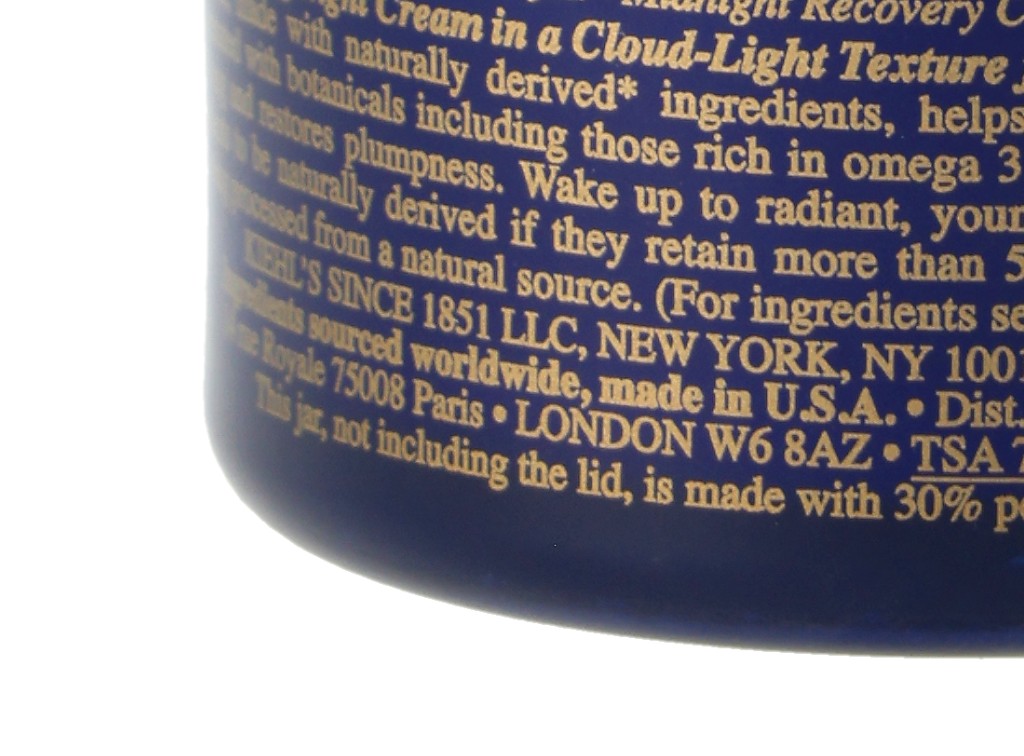 Midnight Recovery
Cream in a Cloud-Light Texture
with naturally derived* ingredients, helps
with botanicals including those rich in omega 3
restores plumpness. Wake up to radiant,
to be naturally derived if they retain more than 5
processed from a natural source. (For ingredients
KIEHL'S SINCE 1851 LLC, NEW YORK, NY 1001
ingredients sourced worldwide, made in U.S.A. • Dist.
Royale 75008 Paris • LONDON W6 8AZ • TSA
This jar, not including the lid, is made with 30%